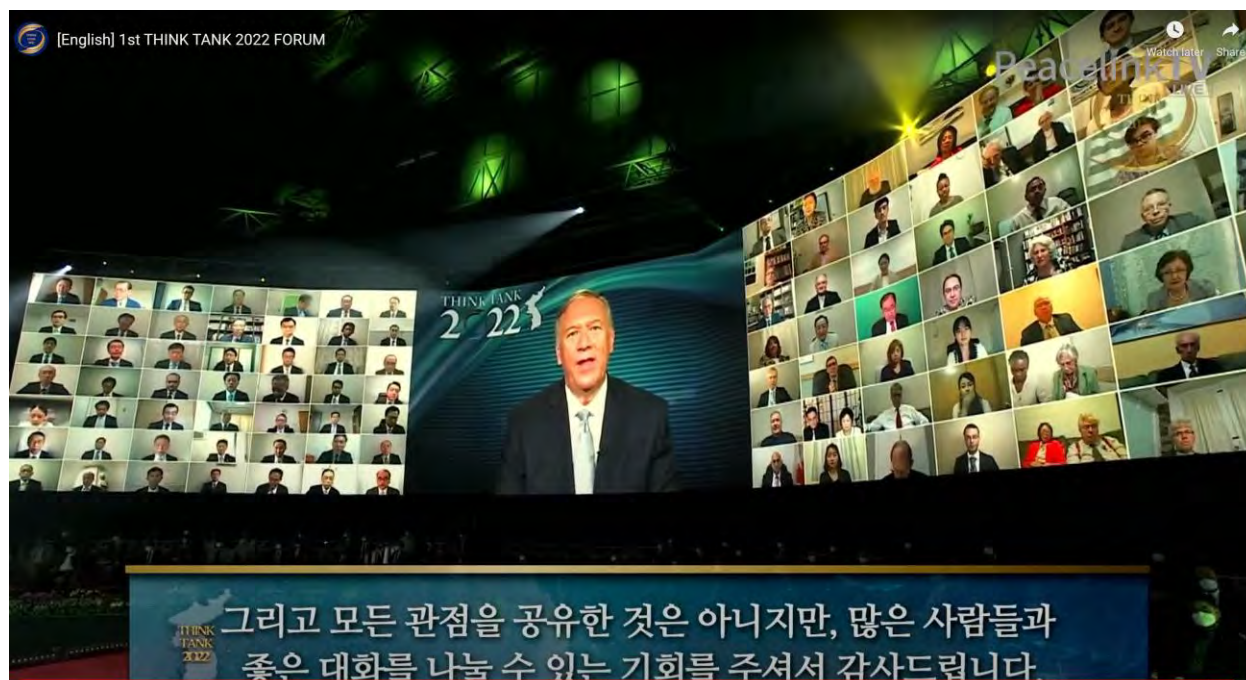 [English] 1st THINK TANK 2022 FORUM
Watch later
Share
PeacelinkTV
LIVE
THINK TANK
2022
THINK
TANK
2022
그리고 모든 관점을 공유한 것은 아니지만, 많은 사람들과
좋은 대화를 나눌 수 있는 기회를 주셔서 감사드립니다.